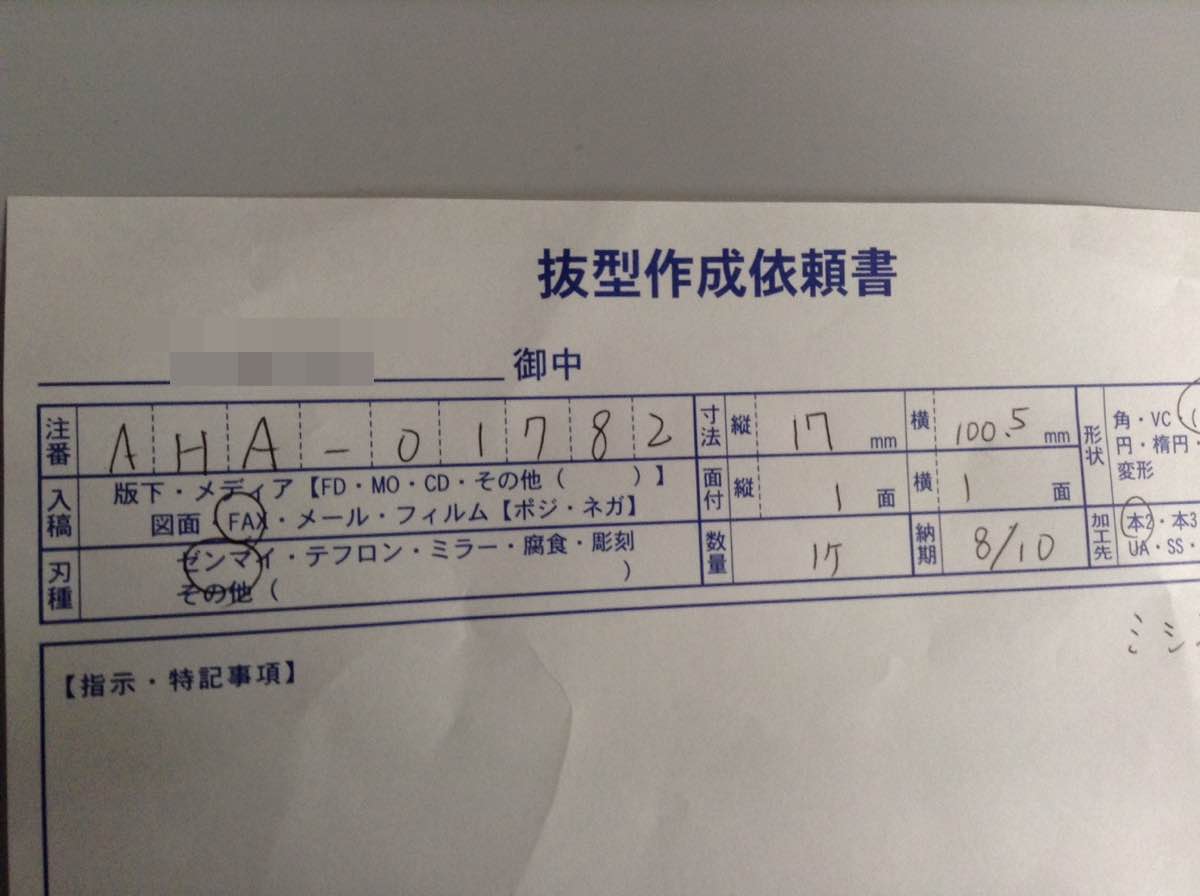 抜型作成依頼書
御中
注番 AHA-01782
寸法 縦 17 mm 横 100.5 mm
形状 角・VC
円・楕円
変形
入稿 版下・メディア【FD・MO・CD・その他（ ）】
図面・FAX・メール・フィルム【ポジ・ネガ】
面付 縦 1 面 横 1 面
刃種 ゼンマイ・テフロン・ミラー・腐食・彫刻
その他（ ）
数量 1ケ
納期 8/10
加工先 本2・本3
UA・SS・
ミシ
【指示・特記事項】